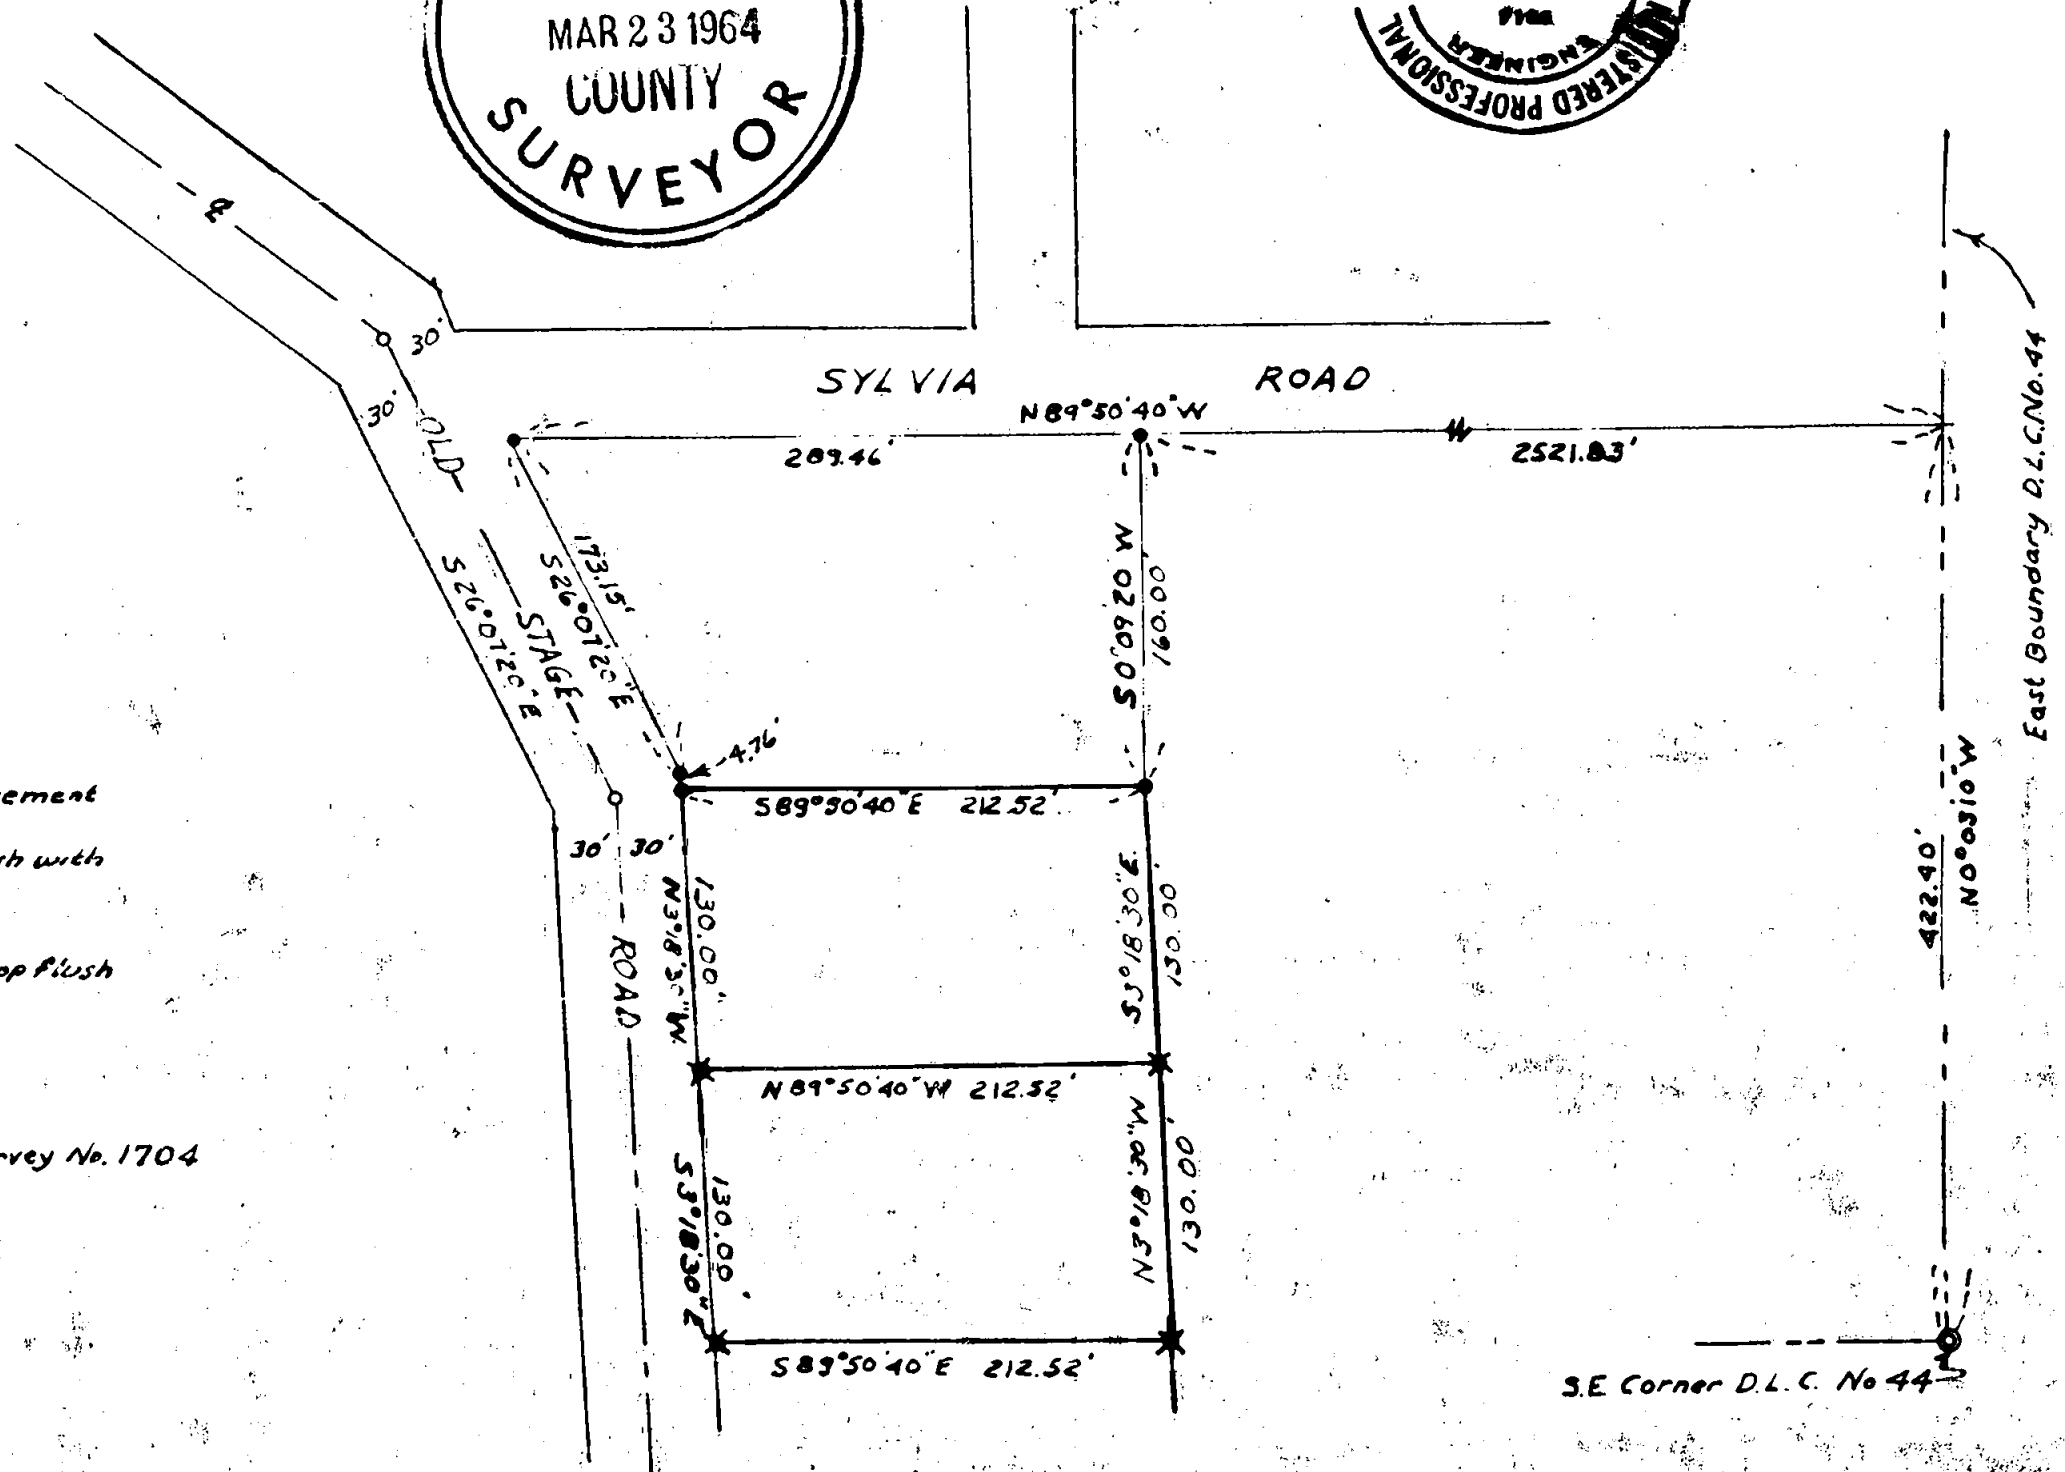 MAR 23 1964
COUNTY
SURVEYOR
ENGINEER
STERED PROFESSIONAL
30'
30'
SYLVIA ROAD
N89°50'40"W
289.46'
2521.83'
OLD STAGE ROAD
S26°07'20"E
173.15'
S26°07'20"E
160.00'
4.76'
S89°50'40"E 212.52'
30' 30'
130.00"
N3°18'30"W
S3°18'30"E
130.00'
N89°50'40"W 212.52'
S3°18'30"E
130.00'
N3°18'30"W
130.00'
S89°50'40"E 212.52'
East Boundary D.L.C. No. 44
422.40'
N0°03'10"W
S.E Corner D.L.C. No 44
ement
h with
op flush
rvey No. 1704